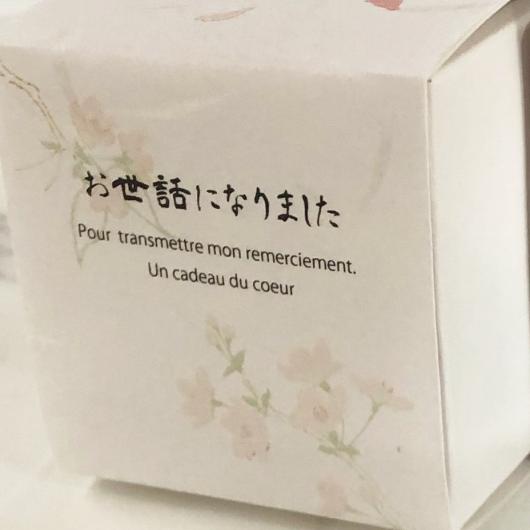 お世話になりました
Pour transmettre mon remerciement.
Un cadeau du coeur